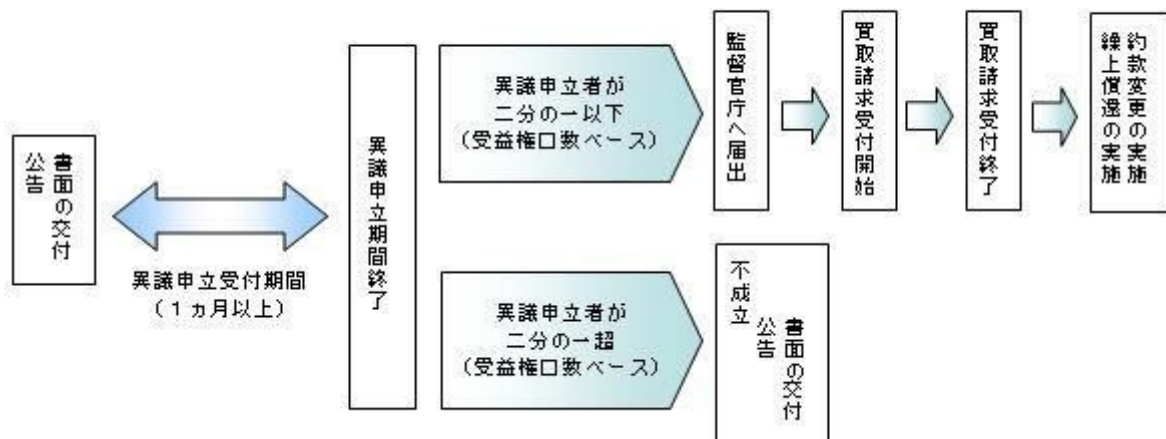 公告
書面の交付
異議申立受付期間
(1ヵ月以上)
異議申立期間終了
異議申立者が
二分の一以下
(受益権口数ベース)
監督官庁へ届出
買取請求受付開始
買取請求受付終了
約款変更の実施
繰上償還の実施
異議申立者が
二分の一超
(受益権口数ベース)
不成立
公告
書面の交付